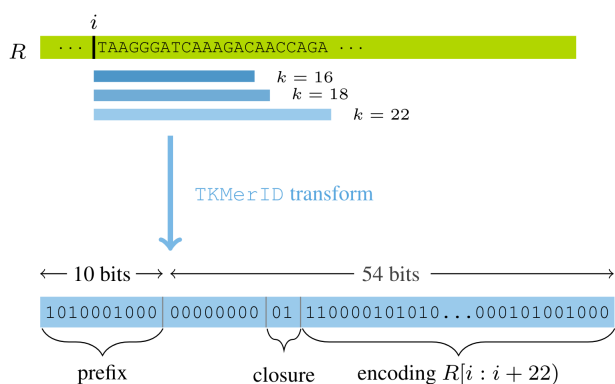 i
R ··· TAAGGGATCAAAGACAACCAGA ···
k = 16
k = 18
k = 22
TKMerID transform
10 bits 54 bits
1010001000 00000000 01 110000101010...000101001000
prefix closure encoding R[i : i + 22)